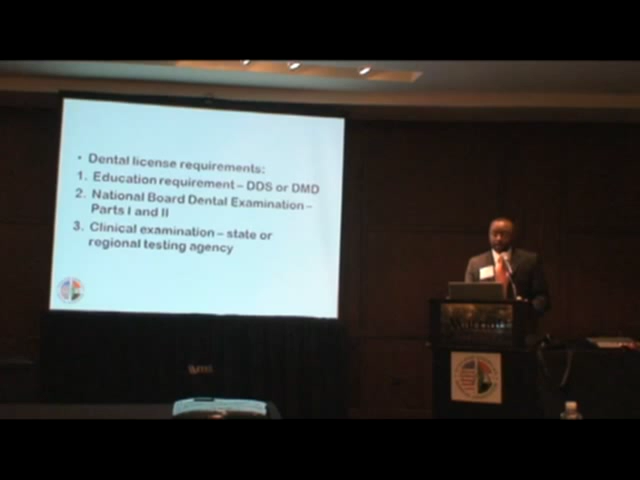 • Dental license requirements:
1. Education requirement – DDS or DMD
2. National Board Dental Examination –
Parts I and II
3. Clinical examination – state or
regional testing agency